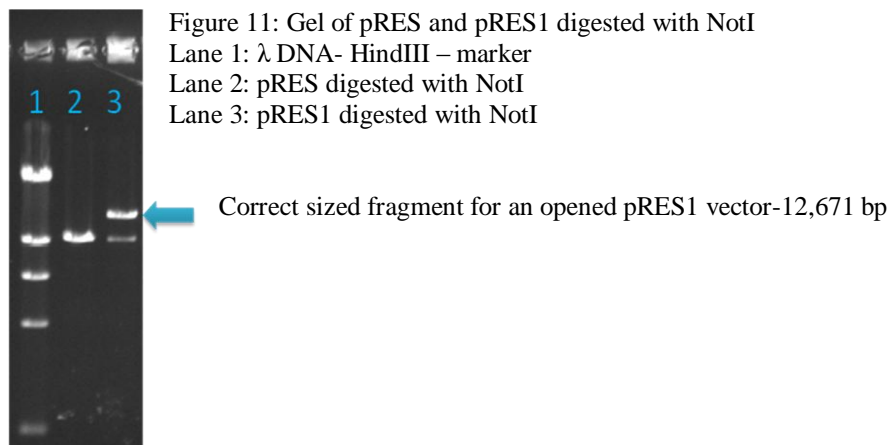 Figure 11: Gel of pRES and pRES1 digested with NotI
Lane 1: λ DNA- HindIII – marker
Lane 2: pRES digested with NotI
Lane 3: pRES1 digested with NotI
1 2 3
Correct sized fragment for an opened pRES1 vector-12,671 bp